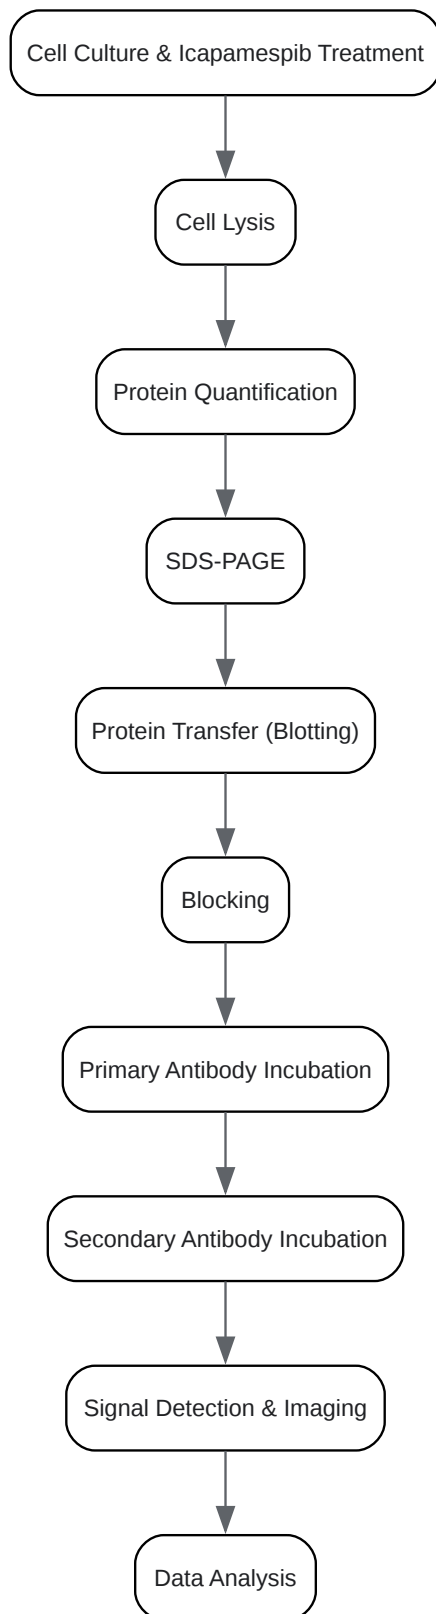 Cell Culture & Icapamespib Treatment
Cell Lysis
Protein Quantification
SDS-PAGE
Protein Transfer (Blotting)
Blocking
Primary Antibody Incubation
Secondary Antibody Incubation
Signal Detection & Imaging
Data Analysis